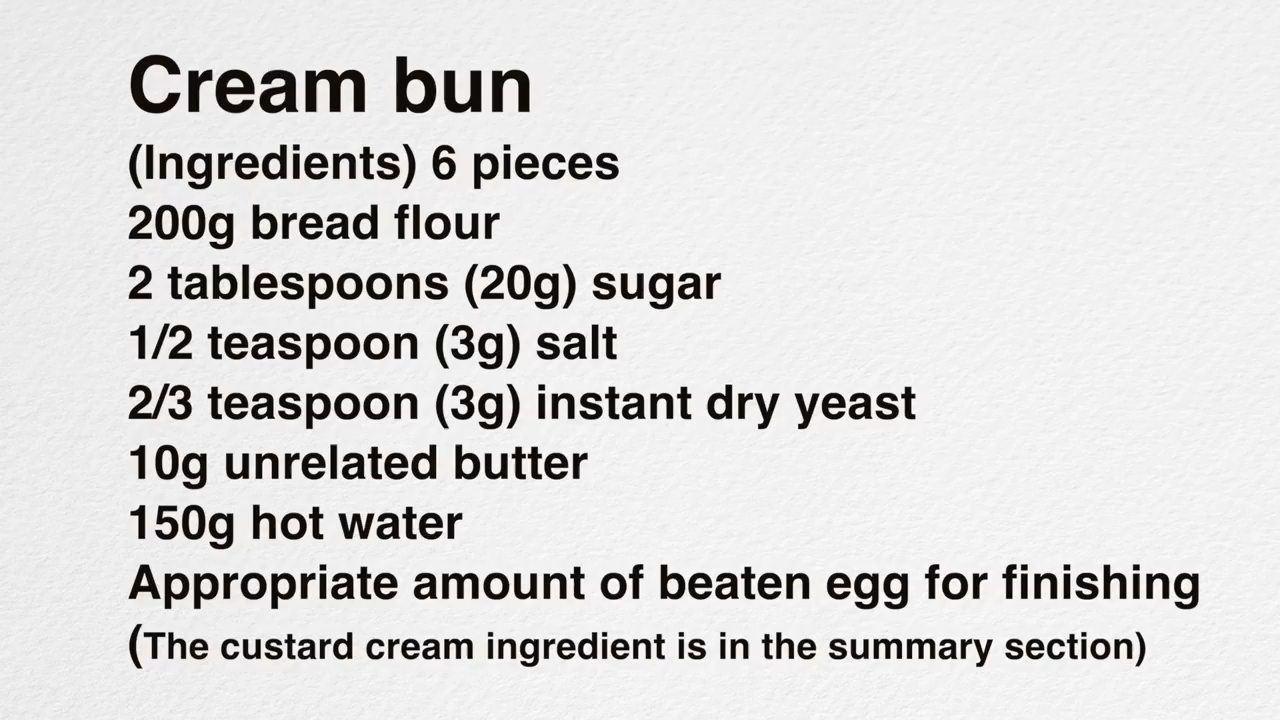 Cream bun
(Ingredients) 6 pieces
200g bread flour
2 tablespoons (20g) sugar
1/2 teaspoon (3g) salt
2/3 teaspoon (3g) instant dry yeast
10g unrelated butter
150g hot water
Appropriate amount of beaten egg for finishing
(The custard cream ingredient is in the summary section)